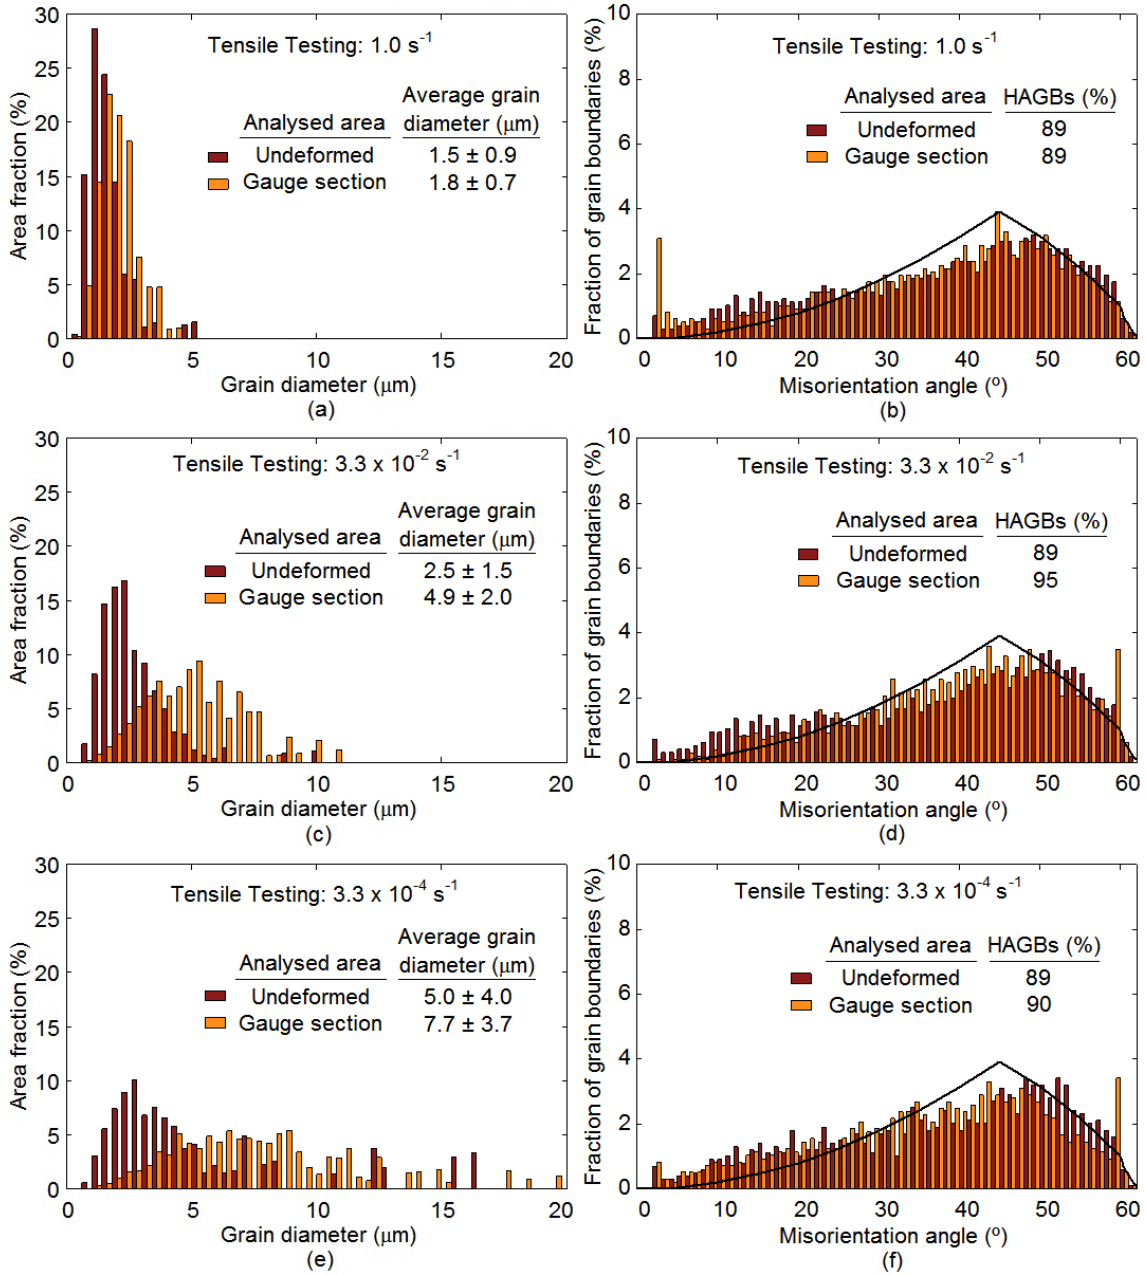 Tensile Testing: 1.0 s⁻¹
Average grain
Analysed area diameter (μm)
Undeformed 1.5 ± 0.9
Gauge section 1.8 ± 0.7
Area fraction (%)
30
25
20
15
10
5
0
0 5 10 15 20
Grain diameter (μm)
(a)
Tensile Testing: 1.0 s⁻¹
Analysed area HAGBs (%)
Undeformed 89
Gauge section 89
Fraction of grain boundaries (%)
10
8
6
4
2
0
0 10 20 30 40 50 60
Misorientation angle (º)
(b)
Tensile Testing: 3.3 x 10⁻² s⁻¹
Average grain
Analysed area diameter (μm)
Undeformed 2.5 ± 1.5
Gauge section 4.9 ± 2.0
Area fraction (%)
30
25
20
15
10
5
0
0 5 10 15 20
Grain diameter (μm)
(c)
Tensile Testing: 3.3 x 10⁻² s⁻¹
Analysed area HAGBs (%)
Undeformed 89
Gauge section 95
Fraction of grain boundaries (%)
10
8
6
4
2
0
0 10 20 30 40 50 60
Misorientation angle (º)
(d)
Tensile Testing: 3.3 x 10⁻⁴ s⁻¹
Average grain
Analysed area diameter (μm)
Undeformed 5.0 ± 4.0
Gauge section 7.7 ± 3.7
Area fraction (%)
30
25
20
15
10
5
0
0 5 10 15 20
Grain diameter (μm)
(e)
Tensile Testing: 3.3 x 10⁻⁴ s⁻¹
Analysed area HAGBs (%)
Undeformed 89
Gauge section 90
Fraction of grain boundaries (%)
10
8
6
4
2
0
0 10 20 30 40 50 60
Misorientation angle (º)
(f)